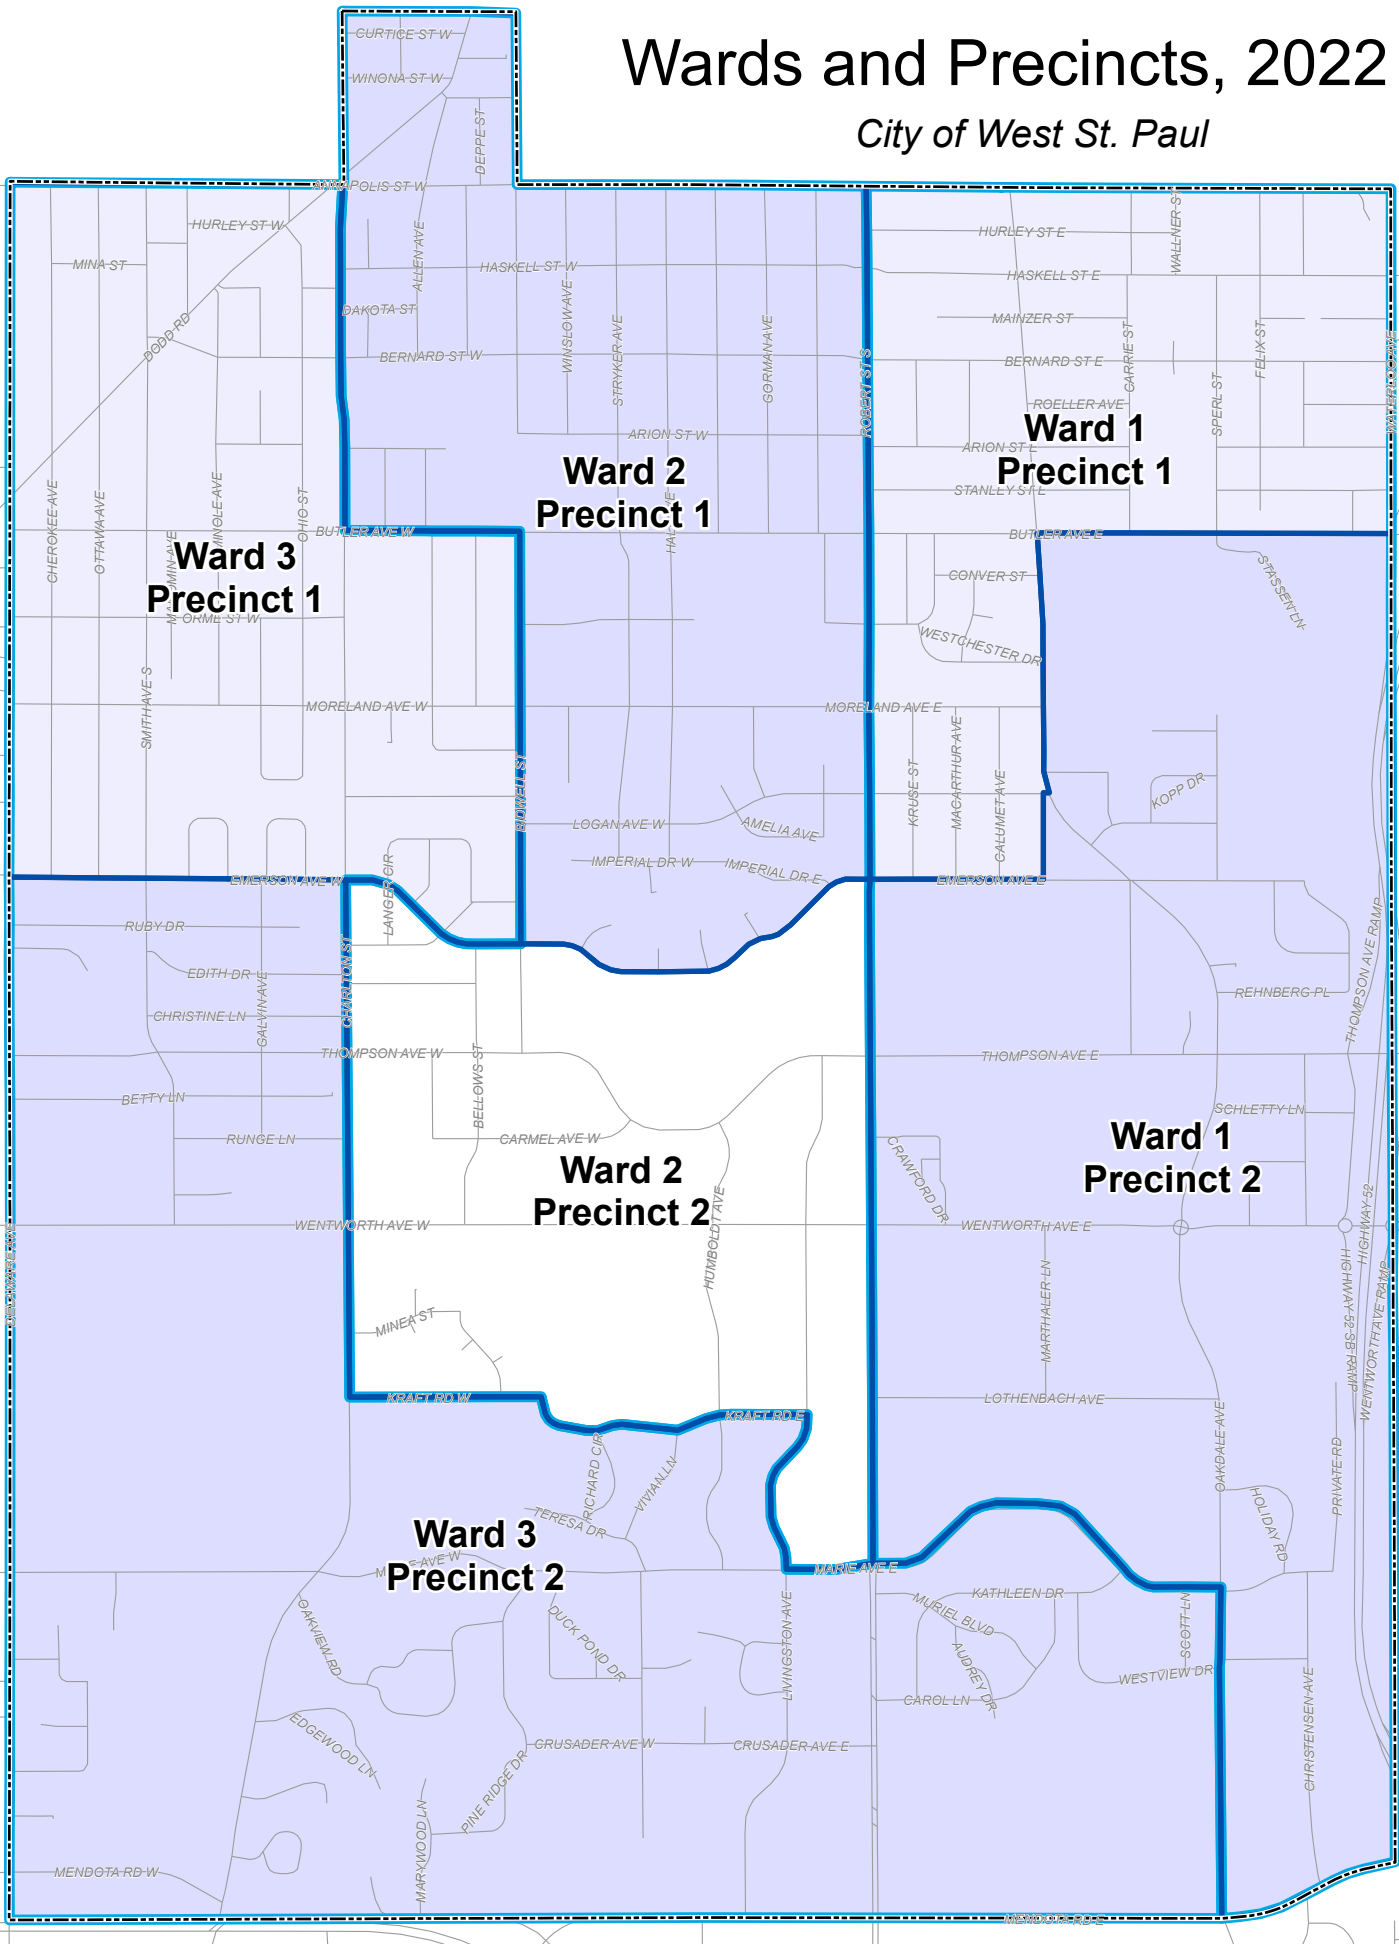 Wards and Precincts, 2022
City of West St. Paul
CURTICE ST W
WINONA ST W
DEPPE ST
ANNAPOLIS ST W
HURLEY ST W
MINA ST
DODD RD
ALLEN AVE
HASKELL ST W
DAKOTA ST
BERNARD ST W
WINSLOW AVE
STRYKER AVE
GORMAN AVE
ROBERT ST S
ARION ST W
HURLEY ST E
WALLNER ST
HASKELL ST E
MAINZER ST
BERNARD ST E
CARRIE ST
FELIX ST
SPERL ST
ROELLER AVE
ARION ST E
STANLEY ST E
Ward 1
Precinct 1
Ward 2
Precinct 1
CHEROKEE AVE
OTTAWA AVE
OHIO ST
BUTLER AVE W
BUTLER AVE E
Ward 3
Precinct 1
ORME ST W
SMITH AVE S
MORELAND AVE W
MORELAND AVE E
CONVER ST
WESTCHESTER DR
STASSEN LN
KOPP DR
KRUSE ST
MACARTHUR AVE
CALUMET AVE
BIDWELL ST
LOGAN AVE W
AMELIA AVE
IMPERIAL DR W
IMPERIAL DR E
EMERSON AVE W
EMERSON AVE E
LANGER CIR
RUBY DR
EDITH DR
GALVIN AVE
CHARLTON ST
CHRISTINE LN
THOMPSON AVE W
THOMPSON AVE E
BELLOWS ST
BETTY LN
RUNGE LN
CARMEL AVE W
REHNBERG PL
THOMPSON AVE RAMP
SCHLETTY LN
Ward 1
Precinct 2
Ward 2
Precinct 2
CRAWFORD DR
HUMBOLDT AVE
WENTWORTH AVE W
WENTWORTH AVE E
HIGHWAY 52
HIGHWAY 52 SB RAMP
WENTWORTH AVE RAMP
DELAWARE AVE
MARTHALER LN
MINEA ST
KRAFT RD W
KRAFT RD E
LOTHENBACH AVE
OAKDALE AVE
PRIVATE RD
HOLIDAY RD
RICHARD CIR
VIVIAN LN
TERESA DR
Ward 3
Precinct 2
MARIE AVE E
KATHLEEN DR
MURIEL BLVD
AUDREY DR
SCOTT LN
WESTVIEW DR
CAROL LN
OAKVIEW RD
DUCK POND DR
LIVINGSTON AVE
EDGEWOOD LN
CRUSADER AVE W
CRUSADER AVE E
CHRISTENSEN AVE
PINE RIDGE DR
MARYWOOD LN
MENDOTA RD W
MENDOTA RD E